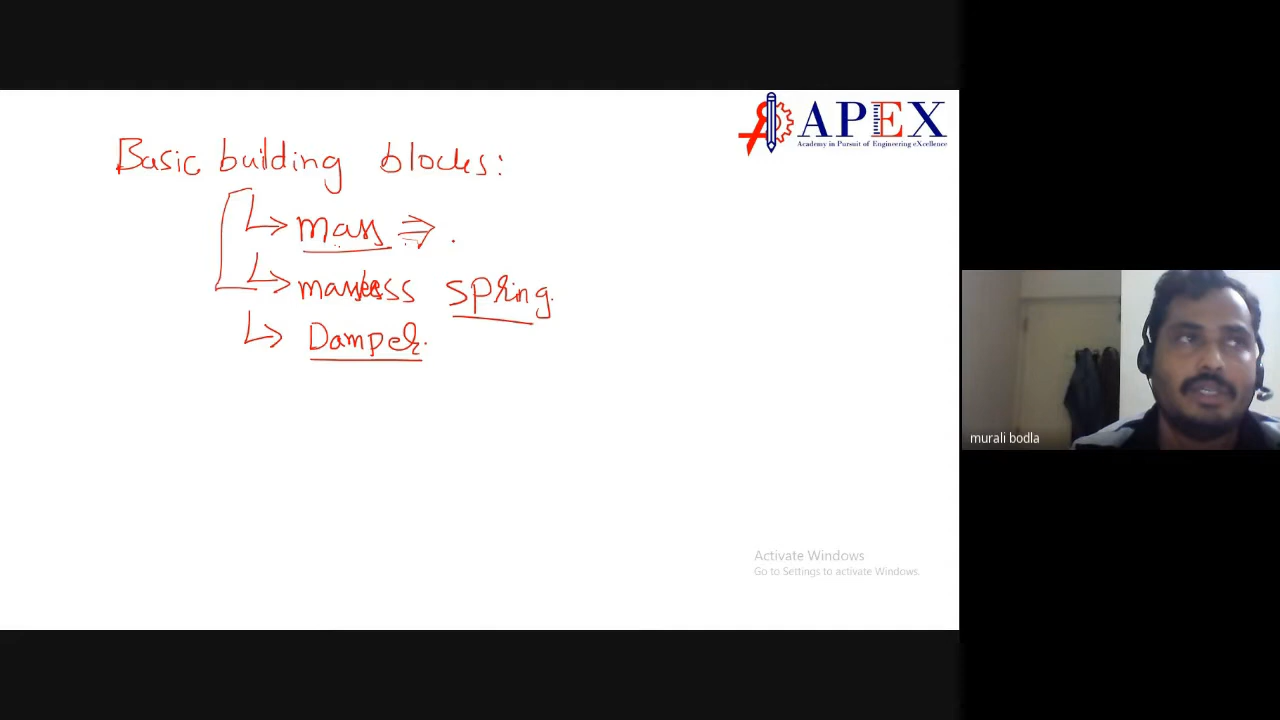 APEX
Academy in Pursuit of Engineering eXcellence
Basic building blocks:
↳ mass ⇒ .
↳ massless spring.
↳ Damper.
murali bodla
Activate Windows
Go to Settings to activate Windows.